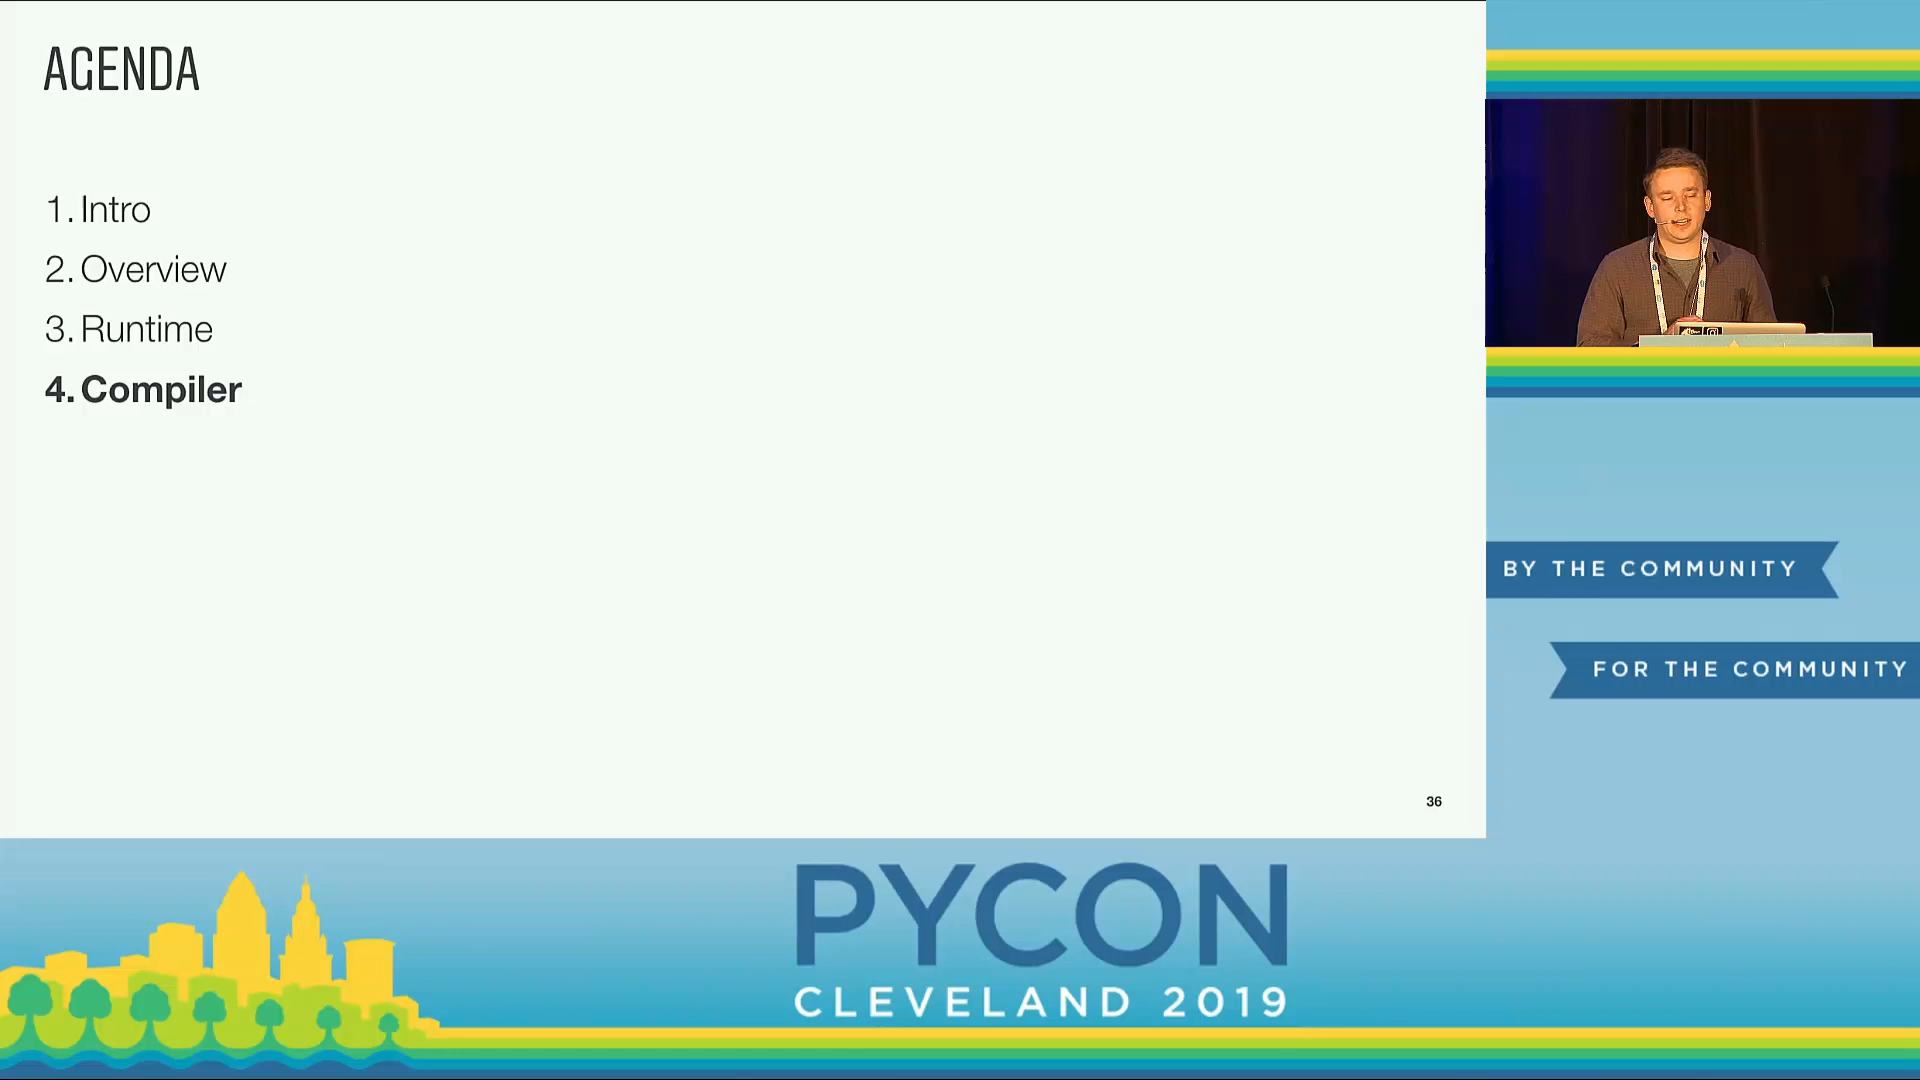 AGENDA
1. Intro
2. Overview
3. Runtime
4. Compiler
36
BY THE COMMUNITY
FOR THE COMMUNITY
PYCON
CLEVELAND 2019